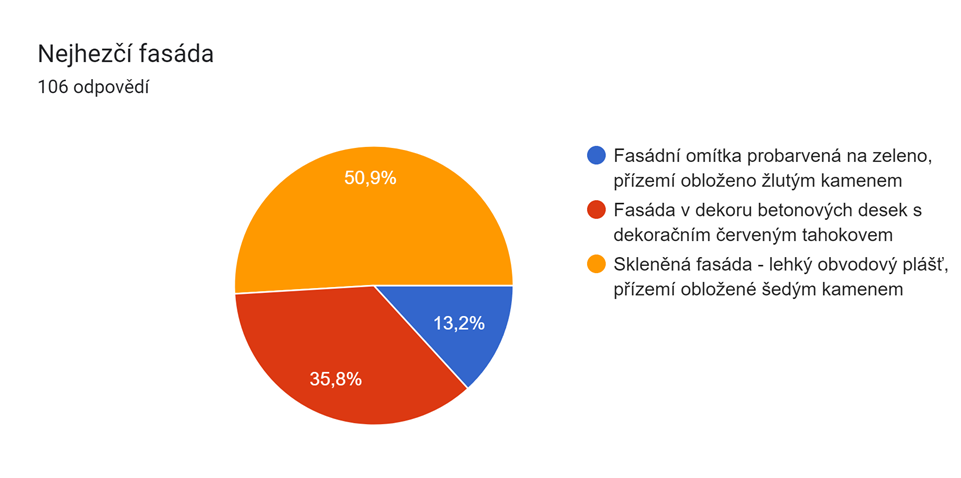 Nejhezčí fasáda
106 odpovědí
50,9%
13,2%
35,8%
Fasádní omítka probarvená na zeleno,
přízemí obloženo žlutým kamenem
Fasáda v dekoru betonových desek s
dekoračním červeným tahokovem
Skleněná fasáda - lehký obvodový plášť,
přízemí obložené šedým kamenem